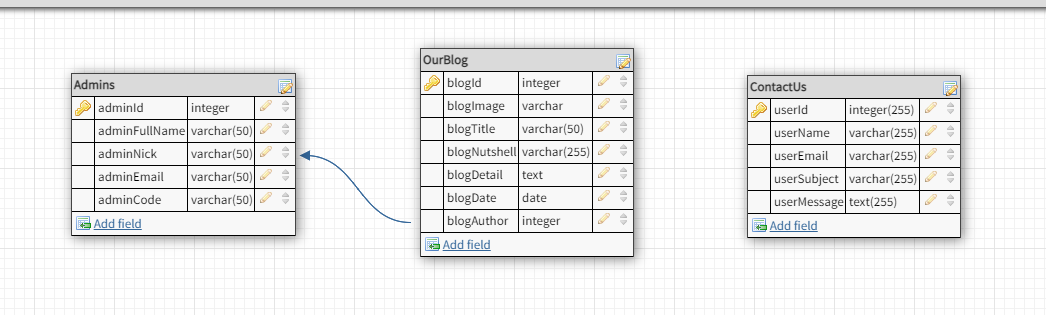 Admins
adminId integer
adminFullName varchar(50)
adminNick varchar(50)
adminEmail varchar(50)
adminCode varchar(50)
Add field
OurBlog
blogId integer
blogImage varchar
blogTitle varchar(50)
blogNutshell varchar(255)
blogDetail text
blogDate date
blogAuthor integer
Add field
ContactUs
userId integer(255)
userName varchar(255)
userEmail varchar(255)
userSubject varchar(255)
userMessage text(255)
Add field